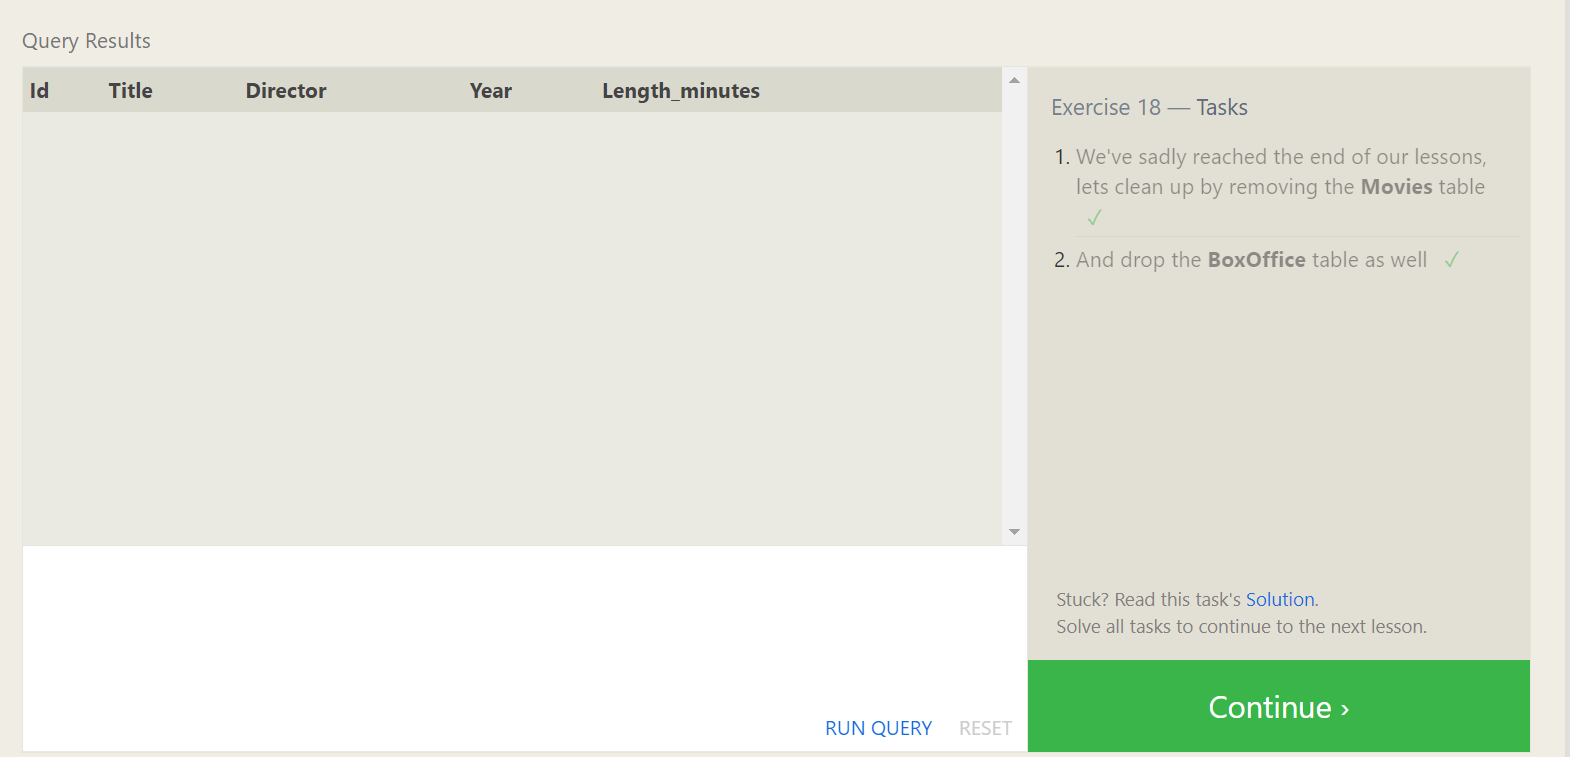 Query Results
Id Title Director Year Length_minutes
Exercise 18 — Tasks
1. We've sadly reached the end of our lessons,
lets clean up by removing the Movies table
✓
2. And drop the BoxOffice table as well ✓
Stuck? Read this task's Solution.
Solve all tasks to continue to the next lesson.
RUN QUERY RESET
Continue ›